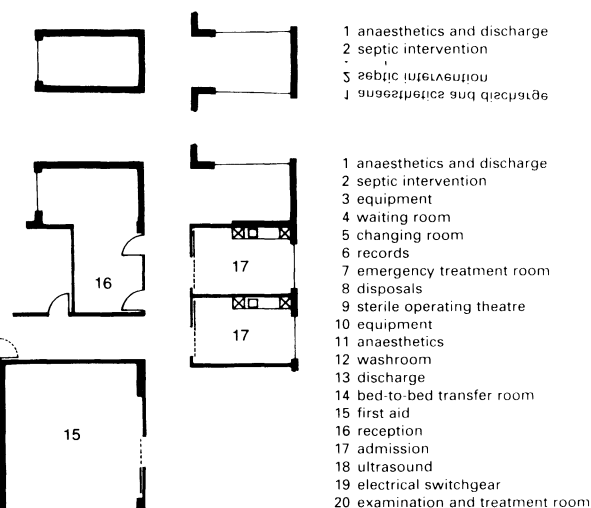 1 anaesthetics and discharge
2 septic intervention
2 septic intervention
1 anaesthetics and discharge
1 anaesthetics and discharge
2 septic intervention
3 equipment
4 waiting room
5 changing room
6 records
7 emergency treatment room
8 disposals
9 sterile operating theatre
10 equipment
11 anaesthetics
12 washroom
13 discharge
14 bed-to-bed transfer room
15 first aid
16 reception
17 admission
18 ultrasound
19 electrical switchgear
20 examination and treatment room
17
16
17
15